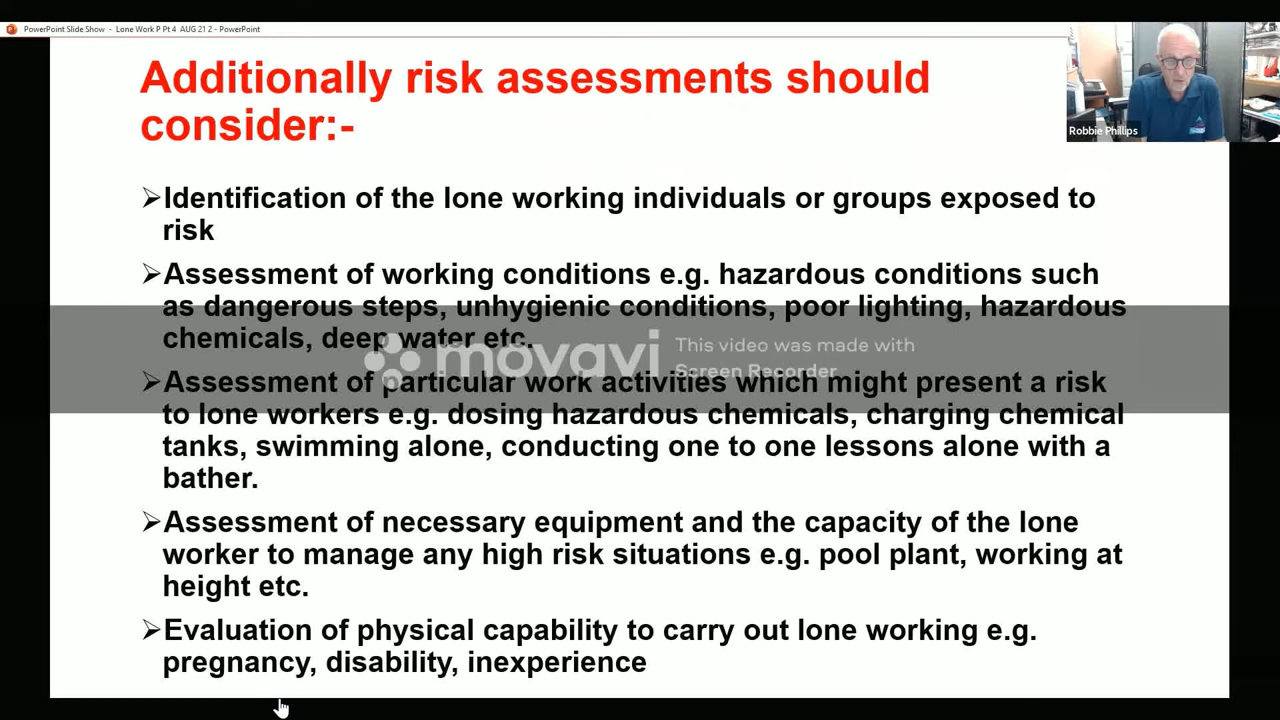 PowerPoint Slide Show - Lone Work P Pt 4 AUG 21 2 - PowerPoint
Additionally risk assessments should
consider:-
Robbie Phillips
➢Identification of the lone working individuals or groups exposed to
risk
➢Assessment of working conditions e.g. hazardous conditions such
as dangerous steps, unhygienic conditions, poor lighting, hazardous
chemicals, deep water etc.
movavi
This video was made with
Screen Recorder
➢Assessment of particular work activities which might present a risk
to lone workers e.g. dosing hazardous chemicals, charging chemical
tanks, swimming alone, conducting one to one lessons alone with a
bather.
➢Assessment of necessary equipment and the capacity of the lone
worker to manage any high risk situations e.g. pool plant, working at
height etc.
➢Evaluation of physical capability to carry out lone working e.g.
pregnancy, disability, inexperience